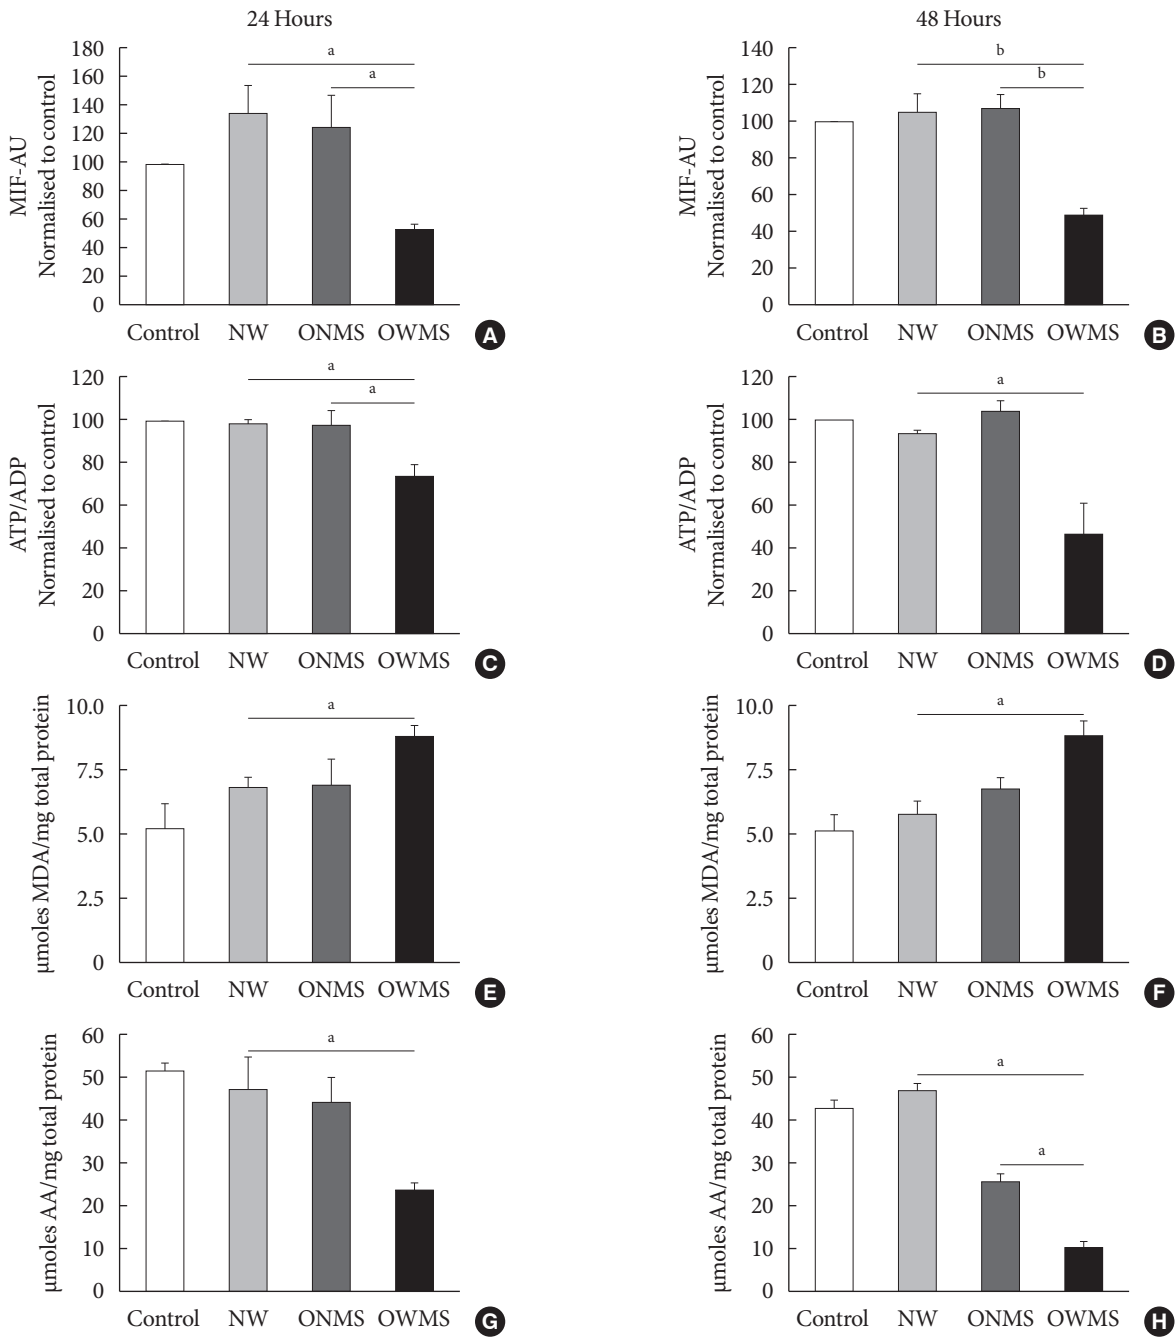 24 Hours
MIF-AU
Normalised to control
180
160
140
120
100
80
60
40
20
0
a
a
Control NW ONMS OWMS
A
48 Hours
MIF-AU
Normalised to control
140
120
100
80
60
40
20
0
b
b
Control NW ONMS OWMS
B
ATP/ADP
Normalised to control
120
100
80
60
40
20
0
a
a
Control NW ONMS OWMS
C
ATP/ADP
Normalised to control
120
100
80
60
40
20
0
a
Control NW ONMS OWMS
D
µmoles MDA/mg total protein
10.0
7.5
5.0
2.5
0
a
Control NW ONMS OWMS
E
µmoles MDA/mg total protein
10.0
7.5
5.0
2.5
0
a
Control NW ONMS OWMS
F
µmoles AA/mg total protein
60
50
40
30
20
10
0
a
Control NW ONMS OWMS
G
µmoles AA/mg total protein
60
50
40
30
20
10
0
a
a
Control NW ONMS OWMS
H